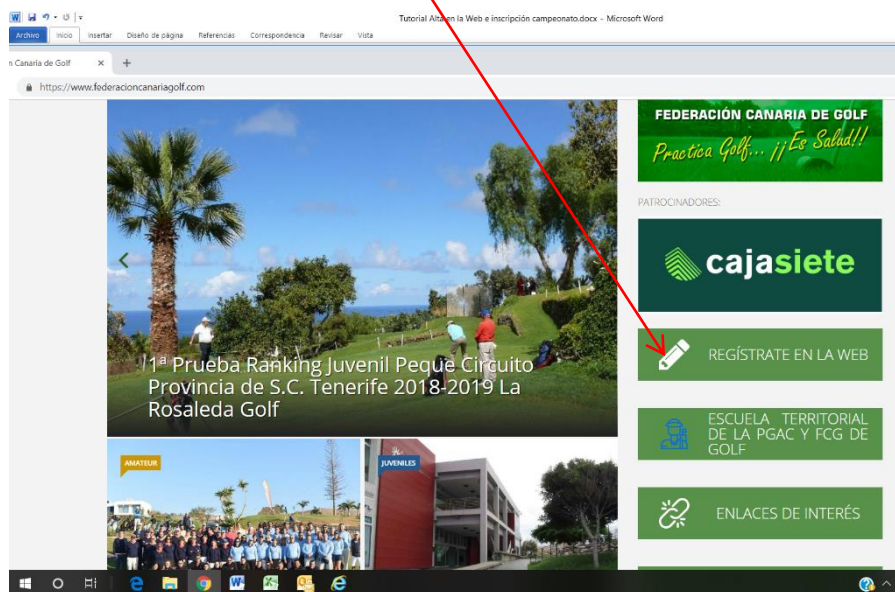 Tutorial Alta en la Web e inscripción campeonato.docx - Microsoft Word
Archivo Inicio Insertar Diseño de página Referencias Correspondencia Revisar Vista
n Canaria de Golf
https://www.federacioncanariagolf.com
FEDERACIÓN CANARIA DE GOLF
Practica Golf... ¡¡Es Salud!!
PATROCINADORES:
cajasiete
1ª Prueba Ranking Juvenil Peque Circuito
Provincia de S.C. Tenerife 2018-2019 La
Rosaleda Golf
REGÍSTRATE EN LA WEB
ESCUELA TERRITORIAL
DE LA PGAC Y FCG DE
GOLF
AMATEUR
JUVENILES
ENLACES DE INTERÉS